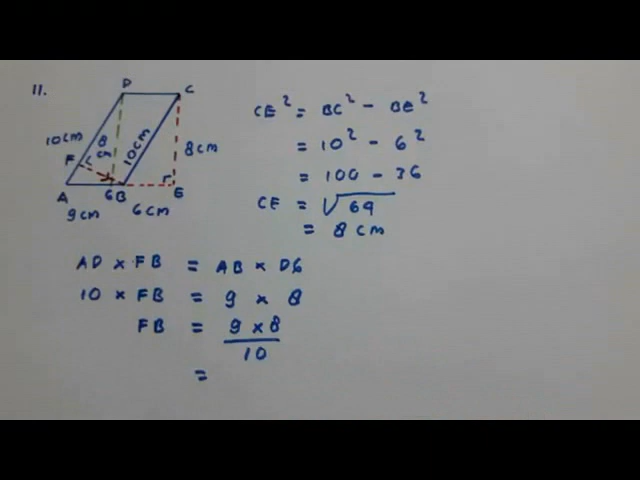 11.
D C
10cm 8 cm 10cm 8cm
F
A G B E
9cm 6cm
CE² = BC² - BE²
= 10² - 6²
= 100 - 36
CE = √64
= 8 cm
AD × FB = AB × DG
10 × FB = 9 × 8
FB = 9 × 8
10
=